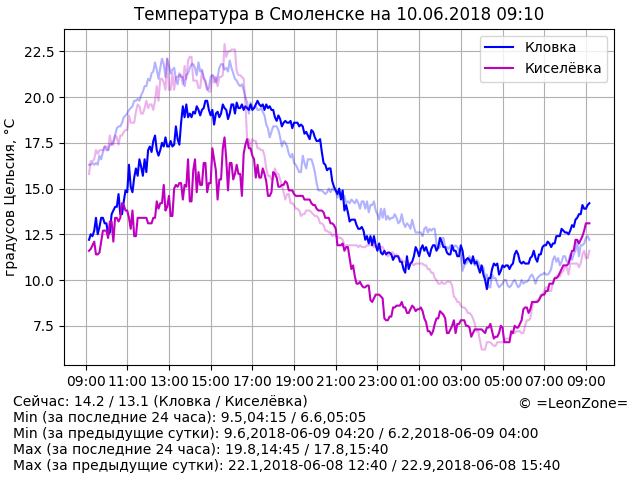 Температура в Смоленске на 10.06.2018 09:10
Кловка
Киселёвка
градусов Цельсия, °C
22.5
20.0
17.5
15.0
12.5
10.0
7.5
09:00 11:00 13:00 15:00 17:00 19:00 21:00 23:00 01:00 03:00 05:00 07:00 09:00
Сейчас: 14.2 / 13.1 (Кловка / Киселёвка)
© =LeonZone=
Min (за последние 24 часа): 9.5,04:15 / 6.6,05:05
Min (за предыдущие сутки): 9.6,2018-06-09 04:20 / 6.2,2018-06-09 04:00
Max (за последние 24 часа): 19.8,14:45 / 17.8,15:40
Max (за предыдущие сутки): 22.1,2018-06-08 12:40 / 22.9,2018-06-08 15:40